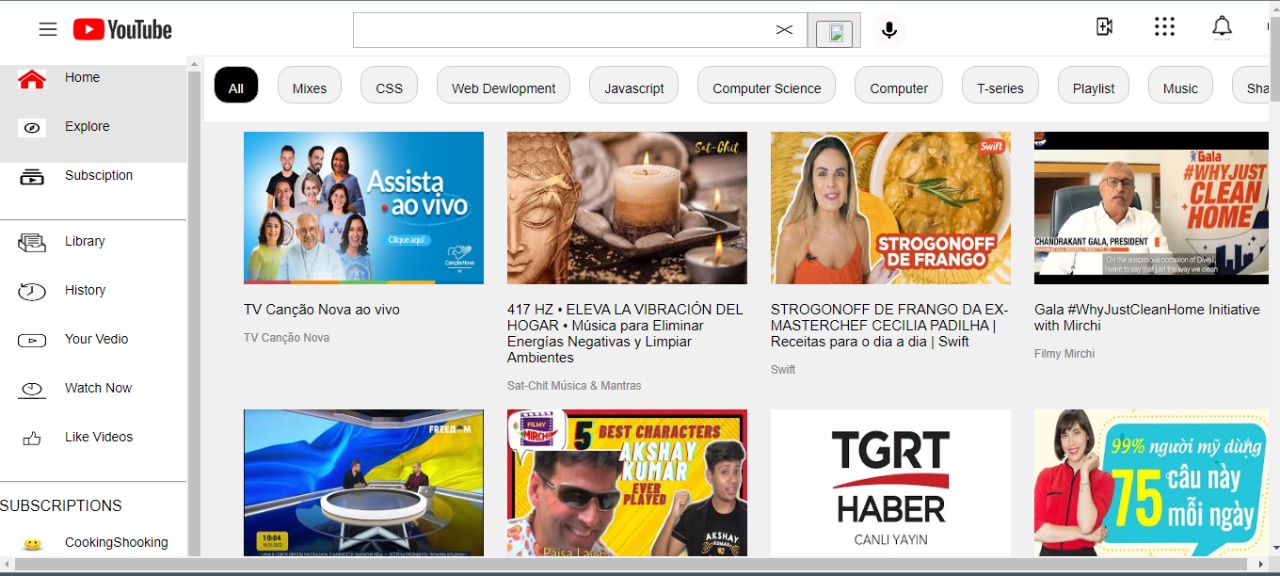 YouTube
Home
Explore
Subsciption
Library
History
Your Vedio
Watch Now
Like Videos
SUBSCRIPTIONS
CookingShooking
All
Mixes
CSS
Web Dewlopment
Javascript
Computer Science
Computer
T-series
Playlist
Music
Sha
Assista
ao vivo
Clique aqui
Canção Nova
TV
TV Canção Nova ao vivo
TV Canção Nova
Sat-Chit
417 HZ • ELEVA LA VIBRACIÓN DEL
HOGAR • Música para Eliminar
Energías Negativas y Limpiar
Ambientes
Sat-Chit Música & Mantras
Swift
STROGONOFF
DE FRANGO
STROGONOFF DE FRANGO DA EX-
MASTERCHEF CECILIA PADILHA |
Receitas para o dia a dia | Swift
Swift
Gala
#WHYJUST
CLEAN
HOME
CHANDRAKANT GALA, PRESIDENT
On the auspicious occasion of Diwali,
I want to say that just the way we clean
Gala #WhyJustCleanHome Initiative
with Mirchi
Filmy Mirchi
FREEДOM
10:04
FILMY
MIRCHI
5 BEST CHARACTERS
AKSHAY
KUMAR
EVER
PLAYED
Paisa Laya
AKSHAY
KUMAR
TGRT
HABER
CANLI YAYIN
99% người mỹ dùng
75 câu này
mỗi ngày